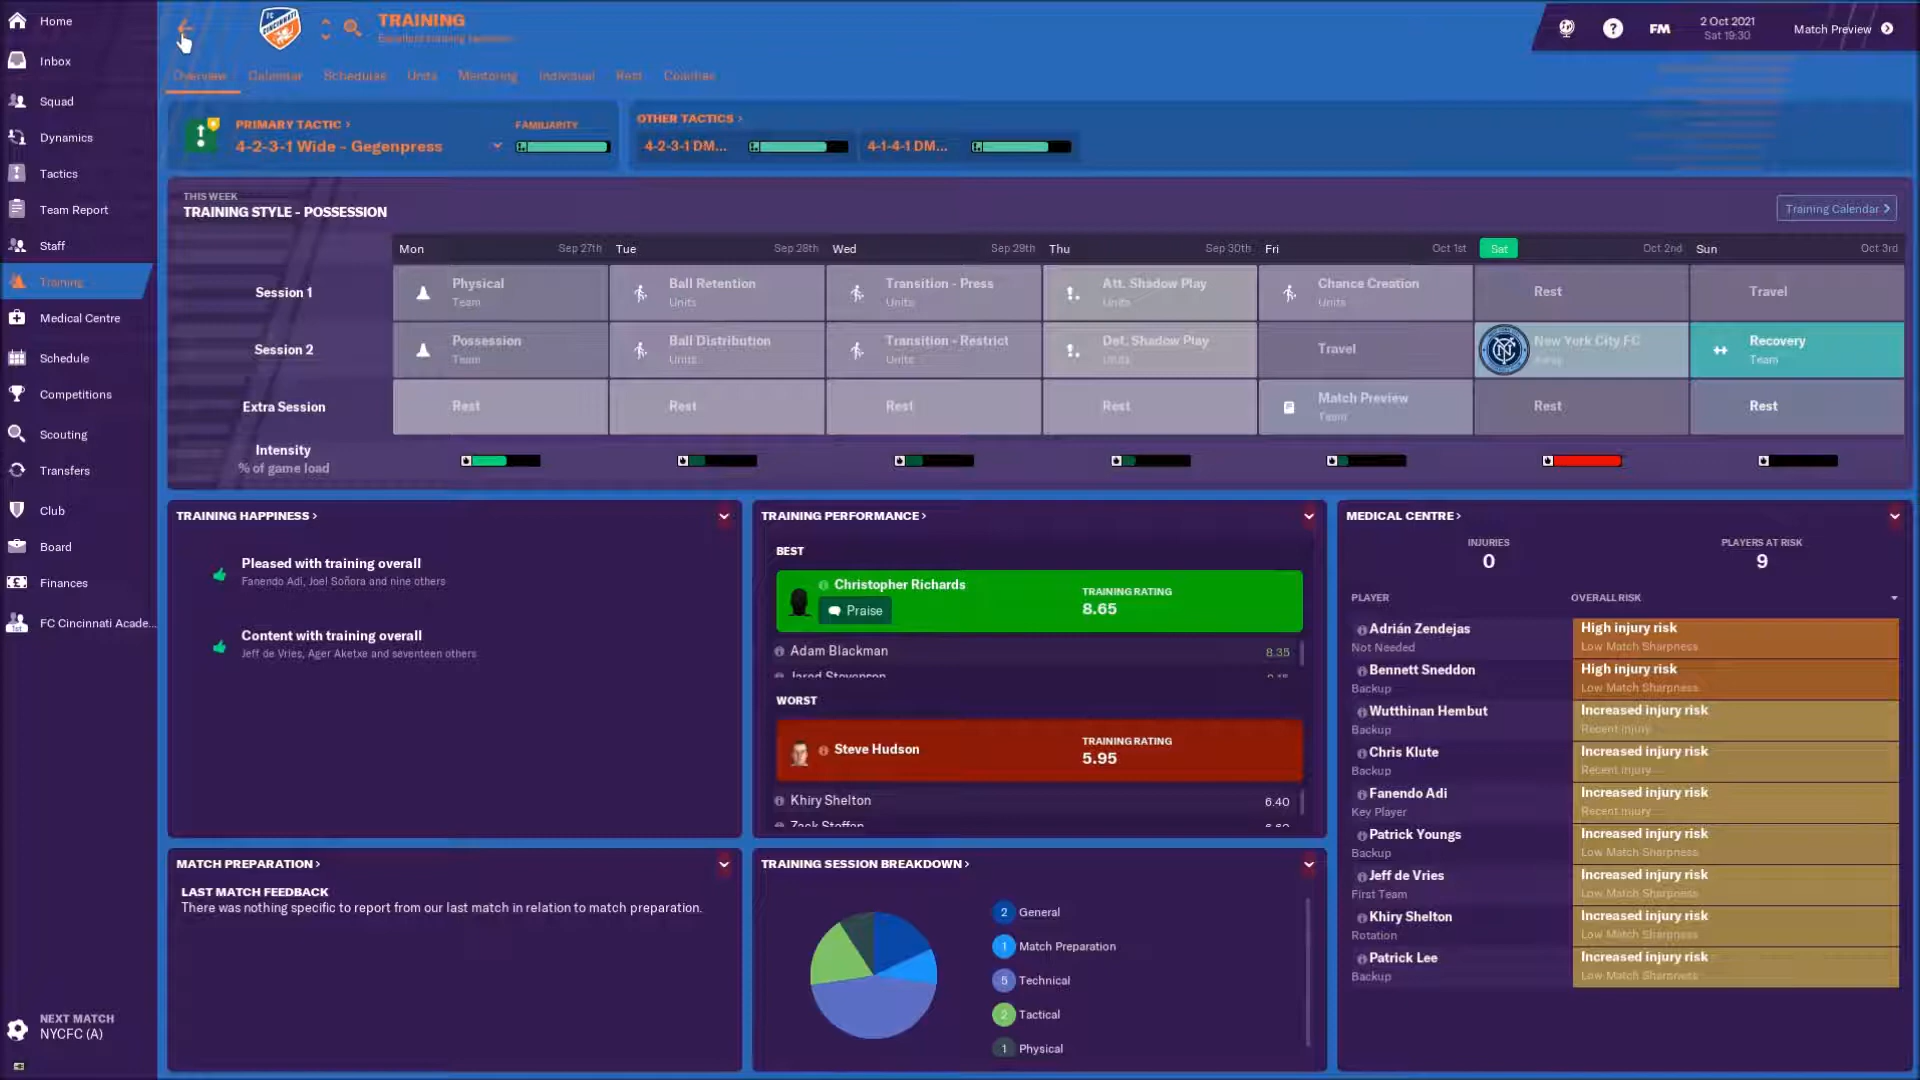 Home
Inbox
Squad
Dynamics
Tactics
Team Report
Staff
Training
Medical Centre
Schedule
Competitions
Scouting
Transfers
Club
Board
Finances
FC Cincinnati Acade...
NEXT MATCH
NYCFC (A)
TRAINING
Excellent training facilities
FM
2 Oct 2021
Sat 19:30
Match Preview
Overview Calendar Schedules Units Mentoring Individual Rest Coaches
PRIMARY TACTIC >
4-2-3-1 Wide - Gegenpress
FAMILIARITY
OTHER TACTICS >
4-2-3-1 DM...
4-1-4-1 DM...
THIS WEEK
TRAINING STYLE - POSSESSION
Training Calendar >
Mon Sep 27th Tue Sep 28th Wed Sep 29th Thu Sep 30th Fri Oct 1st Sat Oct 2nd Sun Oct 3rd
Session 1
Physical
Team
Ball Retention
Units
Transition - Press
Units
Att. Shadow Play
Units
Chance Creation
Units
Rest
Travel
Session 2
Possession
Team
Ball Distribution
Units
Transition - Restrict
Units
Def. Shadow Play
Units
Travel
New York City FC
Away
Recovery
Team
Extra Session
Rest
Rest
Rest
Rest
Match Preview
Team
Rest
Rest
Intensity
% of game load
TRAINING HAPPINESS >
Pleased with training overall
Fanendo Adi, Joel Soñora and nine others
Content with training overall
Jeff de Vries, Ager Aketxe and seventeen others
TRAINING PERFORMANCE >
BEST
Christopher Richards
Praise
TRAINING RATING
8.65
Adam Blackman 8.35
Jared Stevenson
WORST
Steve Hudson
TRAINING RATING
5.95
Khiry Shelton 6.40
Zack Steffen
MEDICAL CENTRE >
INJURIES
0
PLAYERS AT RISK
9
PLAYER OVERALL RISK
Adrián Zendejas High injury risk
Not Needed Low Match Sharpness
Bennett Sneddon High injury risk
Backup Low Match Sharpness
Wutthinan Hembut Increased injury risk
Backup Recent injury
Chris Klute Increased injury risk
Backup Recent injury
Fanendo Adi Increased injury risk
Key Player Recent injury
Patrick Youngs Increased injury risk
Backup Low Match Sharpness
Jeff de Vries Increased injury risk
First Team Low Match Sharpness
Khiry Shelton Increased injury risk
Rotation Low Match Sharpness
Patrick Lee Increased injury risk
Backup Low Match Sharpness
MATCH PREPARATION >
LAST MATCH FEEDBACK
There was nothing specific to report from our last match in relation to match preparation.
TRAINING SESSION BREAKDOWN >
2 General
1 Match Preparation
5 Technical
2 Tactical
1 Physical